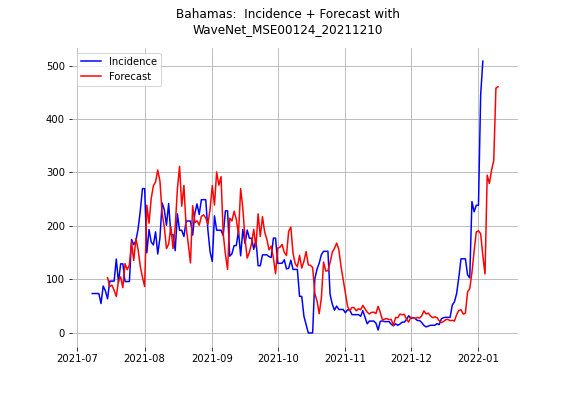 Bahamas:  Incidence + Forecast with
WaveNet_MSE00124_20211210
Incidence
Forecast
500
400
300
200
100
0
2021-07 2021-08 2021-09 2021-10 2021-11 2021-12 2022-01